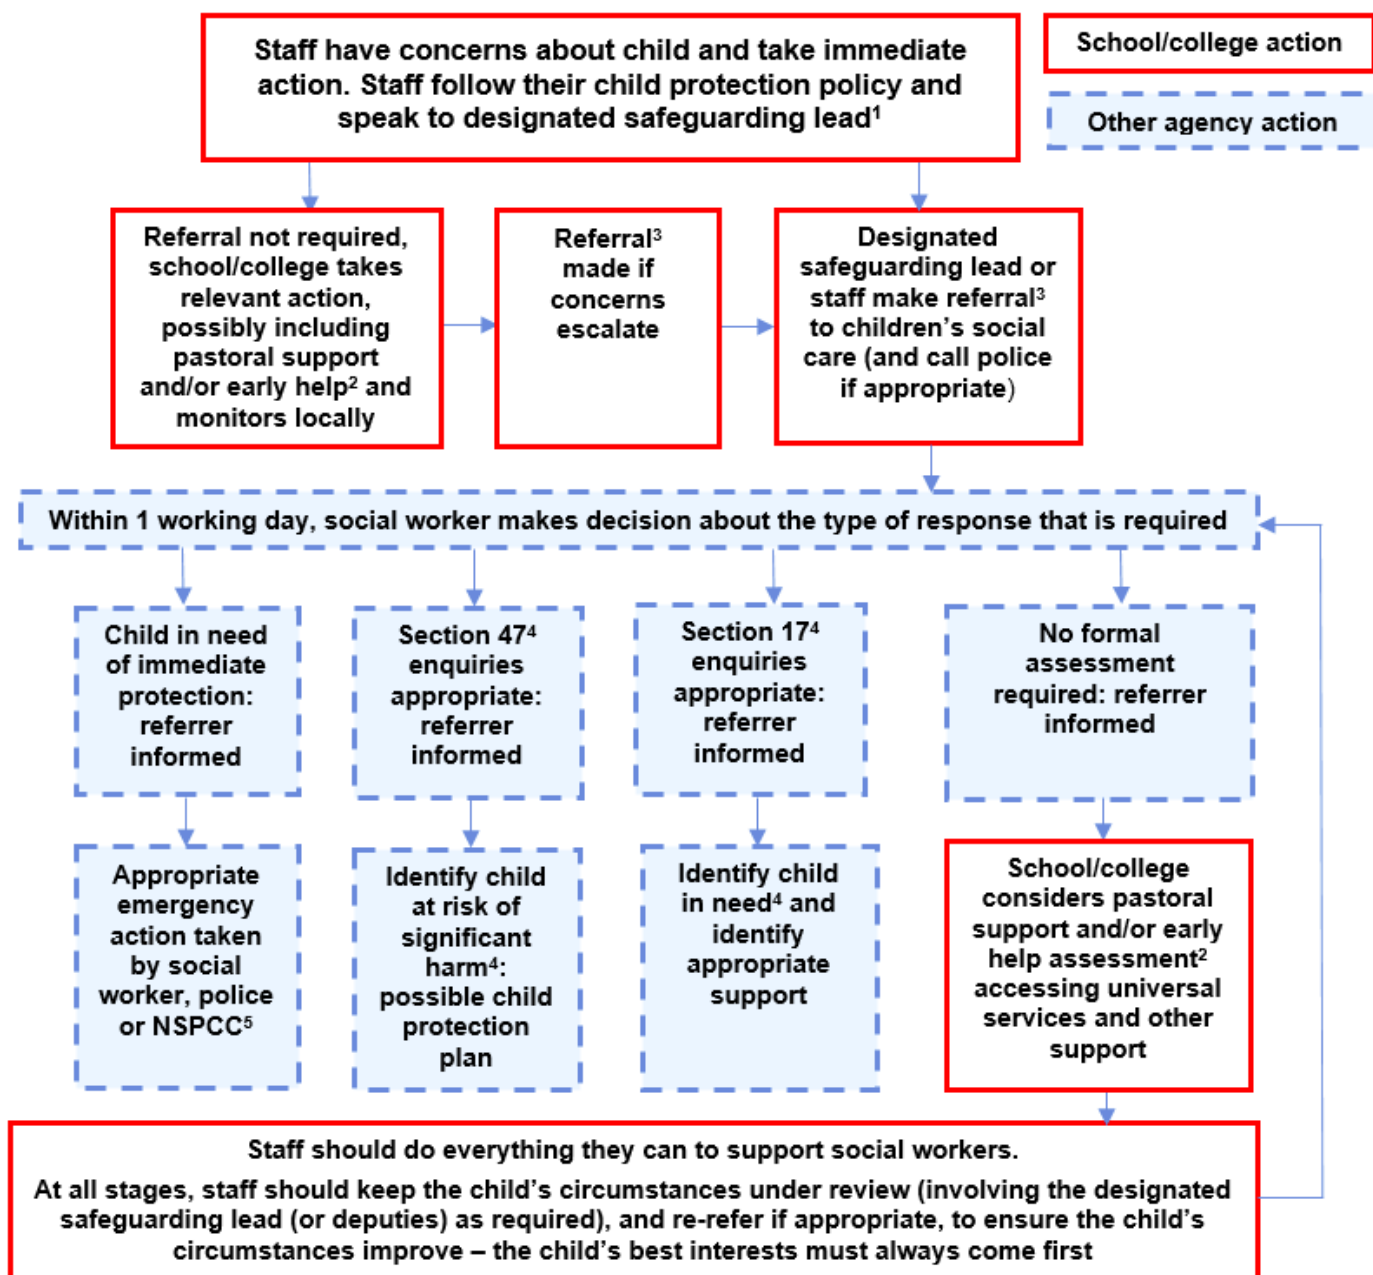 Staff have concerns about child and take immediate
action. Staff follow their child protection policy and
speak to designated safeguarding lead¹
School/college action
Other agency action
Referral not required,
school/college takes
relevant action,
possibly including
pastoral support
and/or early help² and
monitors locally
Referral³
made if
concerns
escalate
Designated
safeguarding lead or
staff make referral³
to children’s social
care (and call police
if appropriate)
Within 1 working day, social worker makes decision about the type of response that is required
Child in need
of immediate
protection:
referrer
informed
Section 47⁴
enquiries
appropriate:
referrer
informed
Section 17⁴
enquiries
appropriate:
referrer
informed
No formal
assessment
required: referrer
informed
Appropriate
emergency
action taken
by social
worker, police
or NSPCC⁵
Identify child
at risk of
significant
harm⁴:
possible child
protection
plan
Identify child
in need⁴ and
identify
appropriate
support
School/college
considers pastoral
support and/or early
help assessment²
accessing universal
services and other
support
Staff should do everything they can to support social workers.
At all stages, staff should keep the child’s circumstances under review (involving the designated
safeguarding lead (or deputies) as required), and re-refer if appropriate, to ensure the child’s
circumstances improve – the child’s best interests must always come first